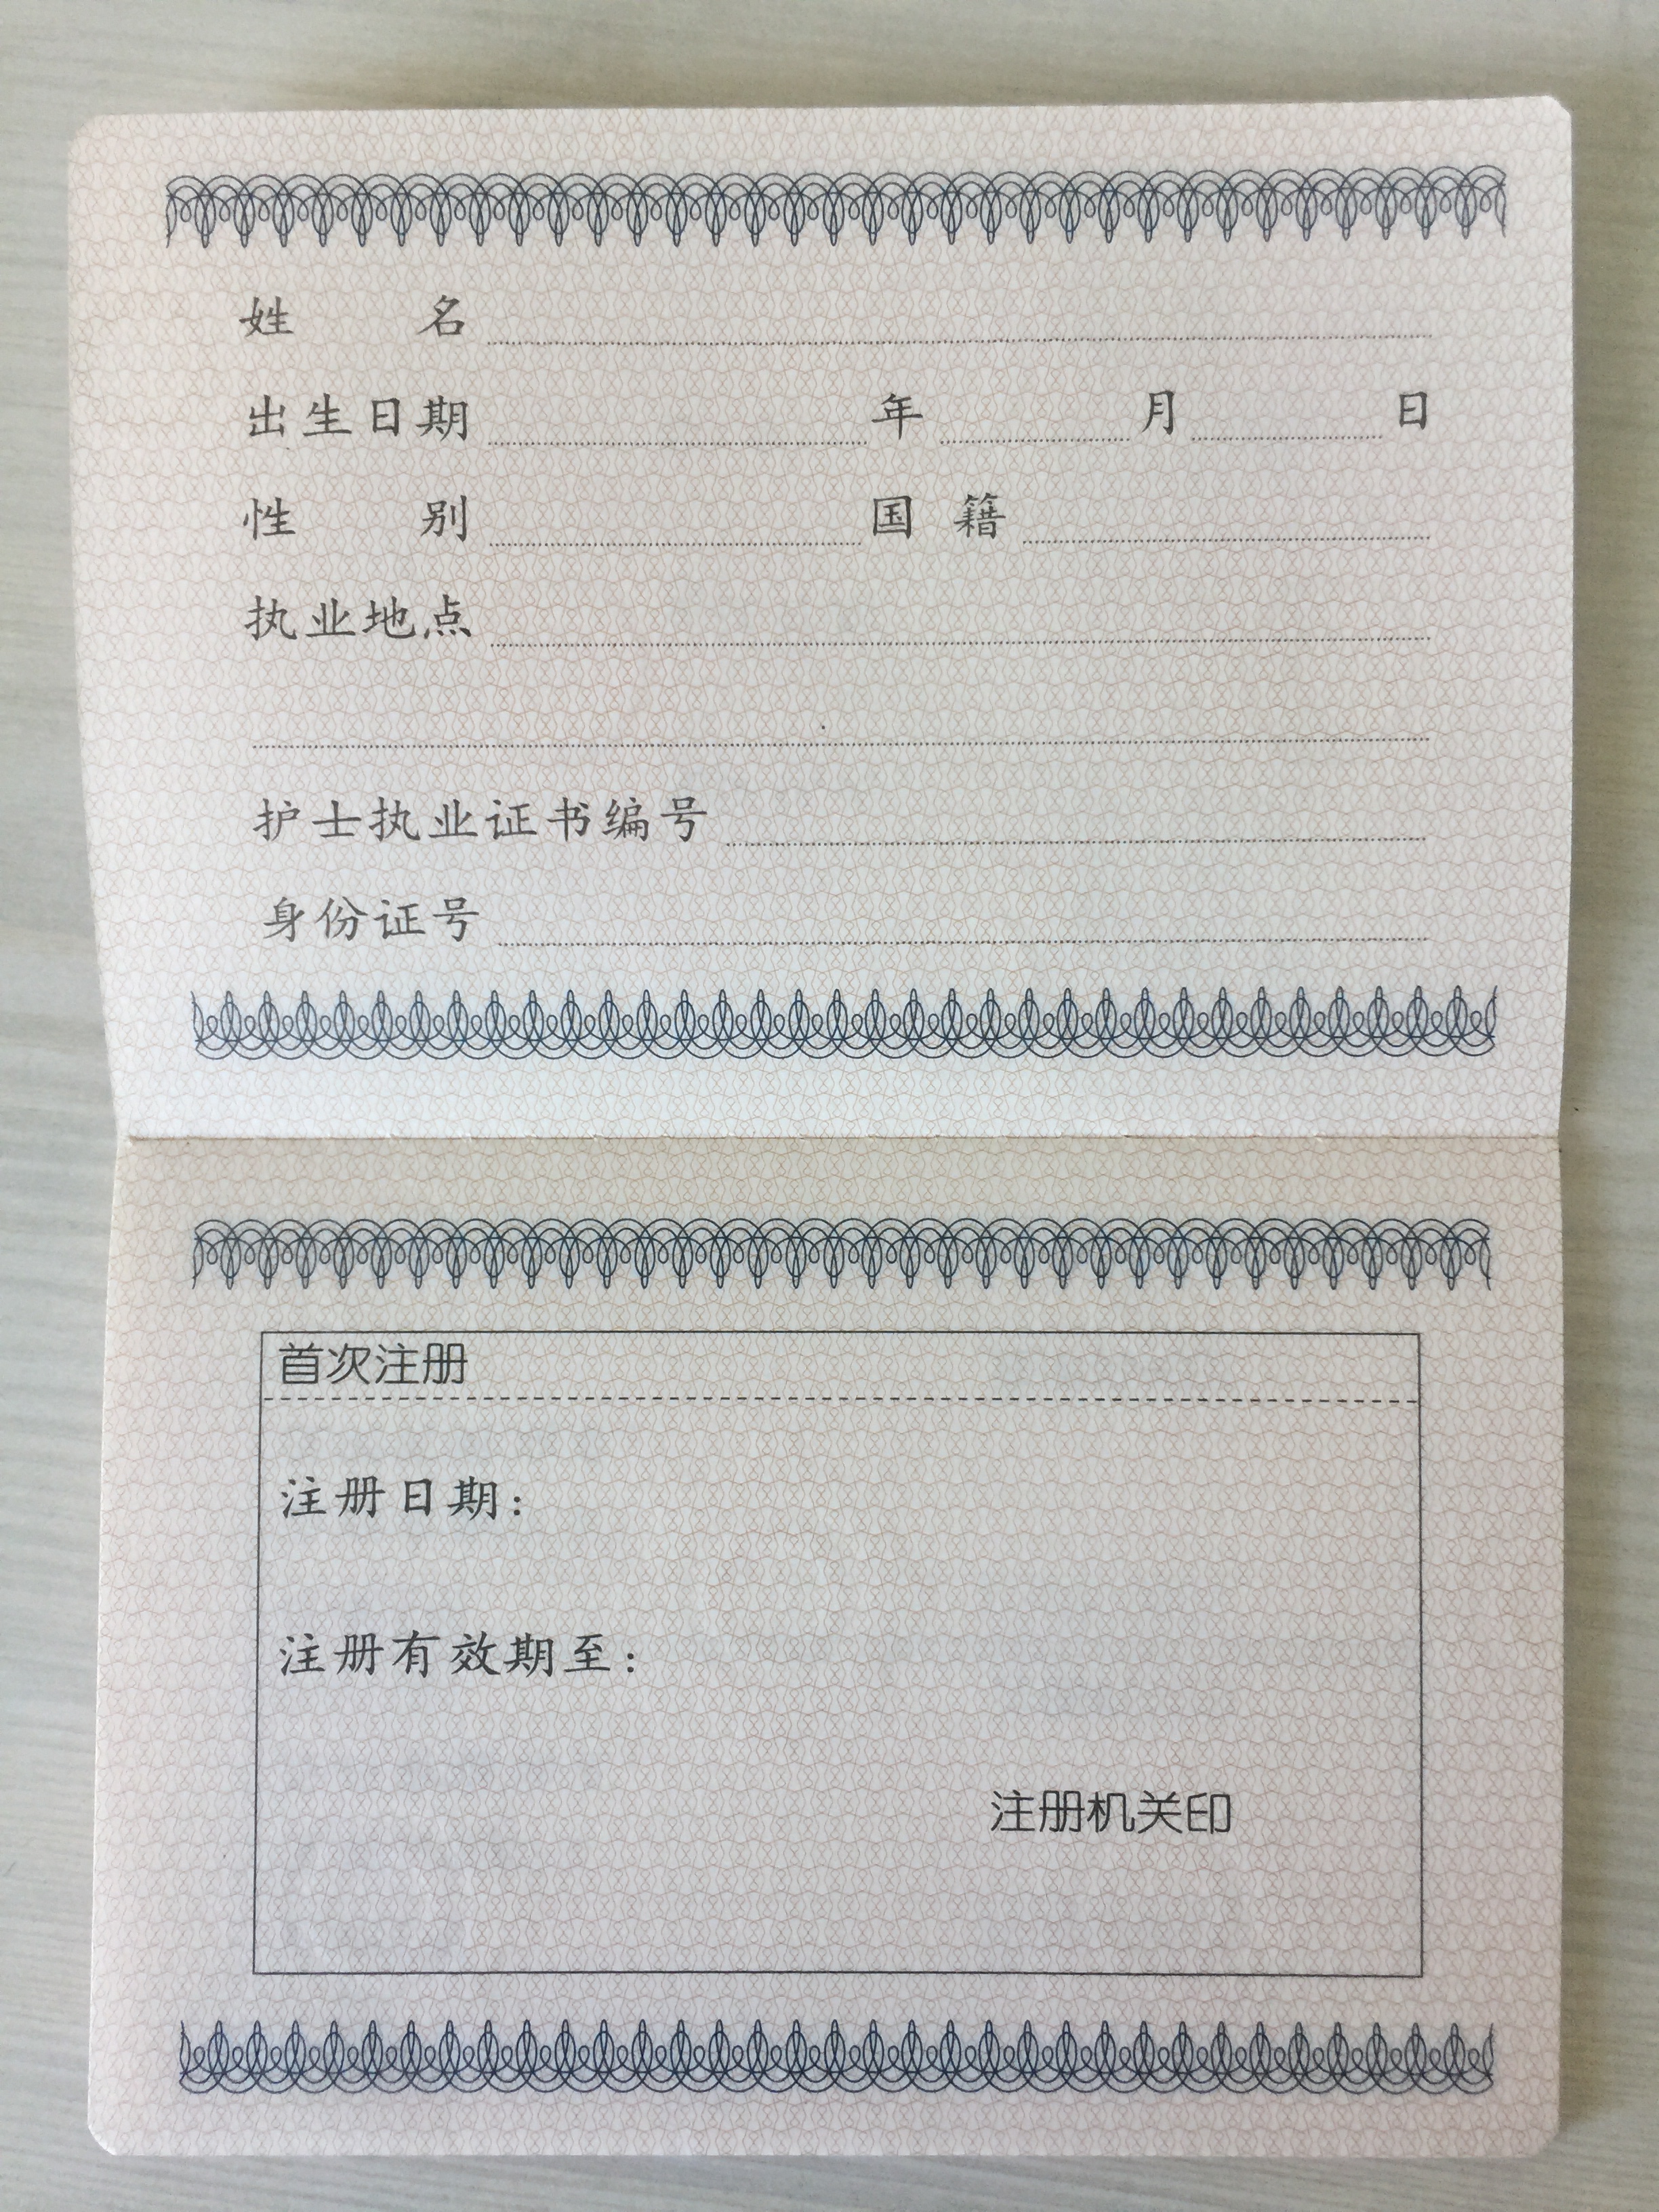 姓名
出生日期 年 月 日
性别 国籍
执业地点
护士执业证书编号
身份证号
首次注册
注册日期：
注册有效期至：
注册机关印